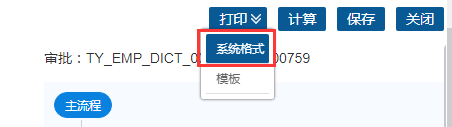 打印 计算 保存 关闭
系统格式
审批：TY_EMP_DICT_0 00759
模板
主流程